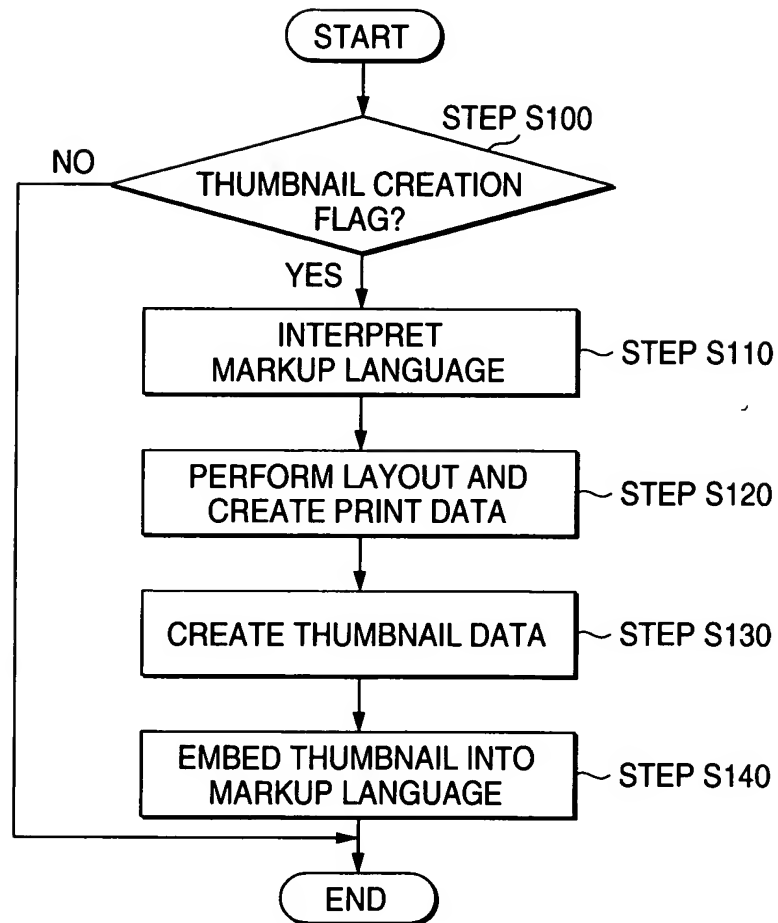 START
STEP S100
NO
THUMBNAIL CREATION
FLAG?
YES
INTERPRET
MARKUP LANGUAGE
STEP S110
PERFORM LAYOUT AND
CREATE PRINT DATA
STEP S120
CREATE THUMBNAIL DATA
STEP S130
EMBED THUMBNAIL INTO
MARKUP LANGUAGE
STEP S140
END